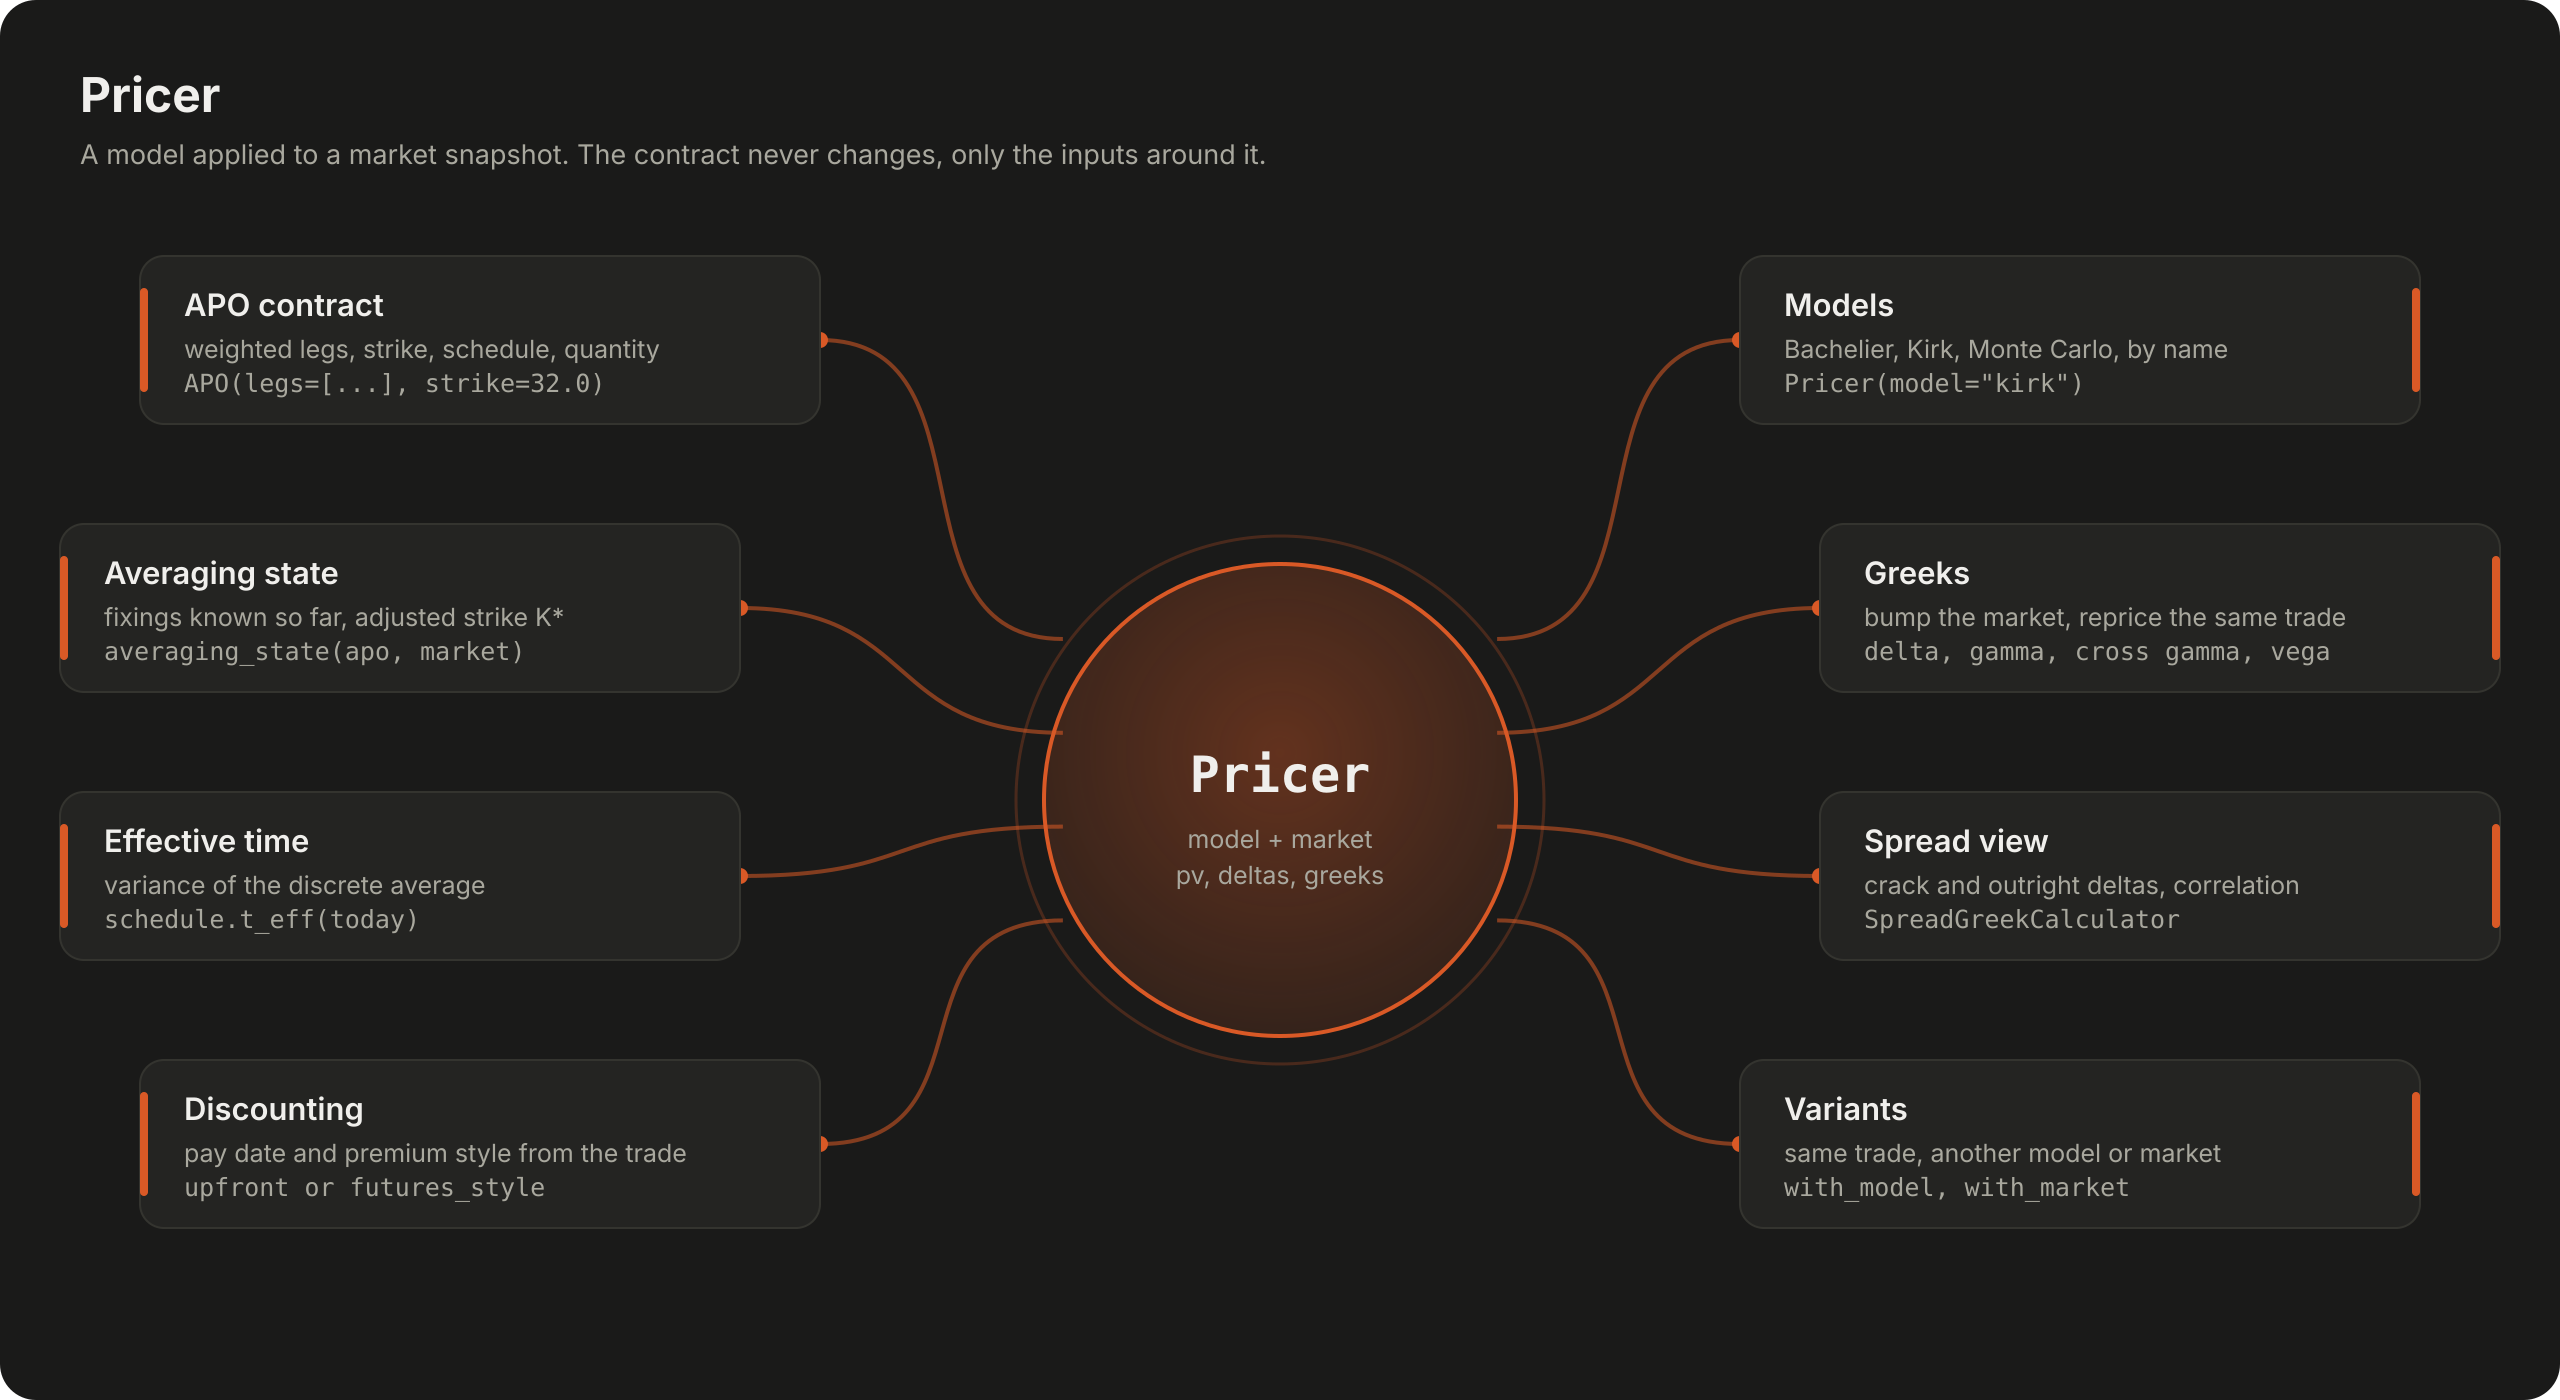 Pricer
A model applied to a market snapshot. The contract never changes, only the inputs around it.
APO contract
weighted legs, strike, schedule, quantity
APO(legs=[...], strike=32.0)
Averaging state
fixings known so far, adjusted strike K*
averaging_state(apo, market)
Effective time
variance of the discrete average
schedule.t_eff(today)
Discounting
pay date and premium style from the trade
upfront or futures_style
Pricer
model + market
pv, deltas, greeks
Models
Bachelier, Kirk, Monte Carlo, by name
Pricer(model="kirk")
Greeks
bump the market, reprice the same trade
delta, gamma, cross gamma, vega
Spread view
crack and outright deltas, correlation
SpreadGreekCalculator
Variants
same trade, another model or market
with_model, with_market